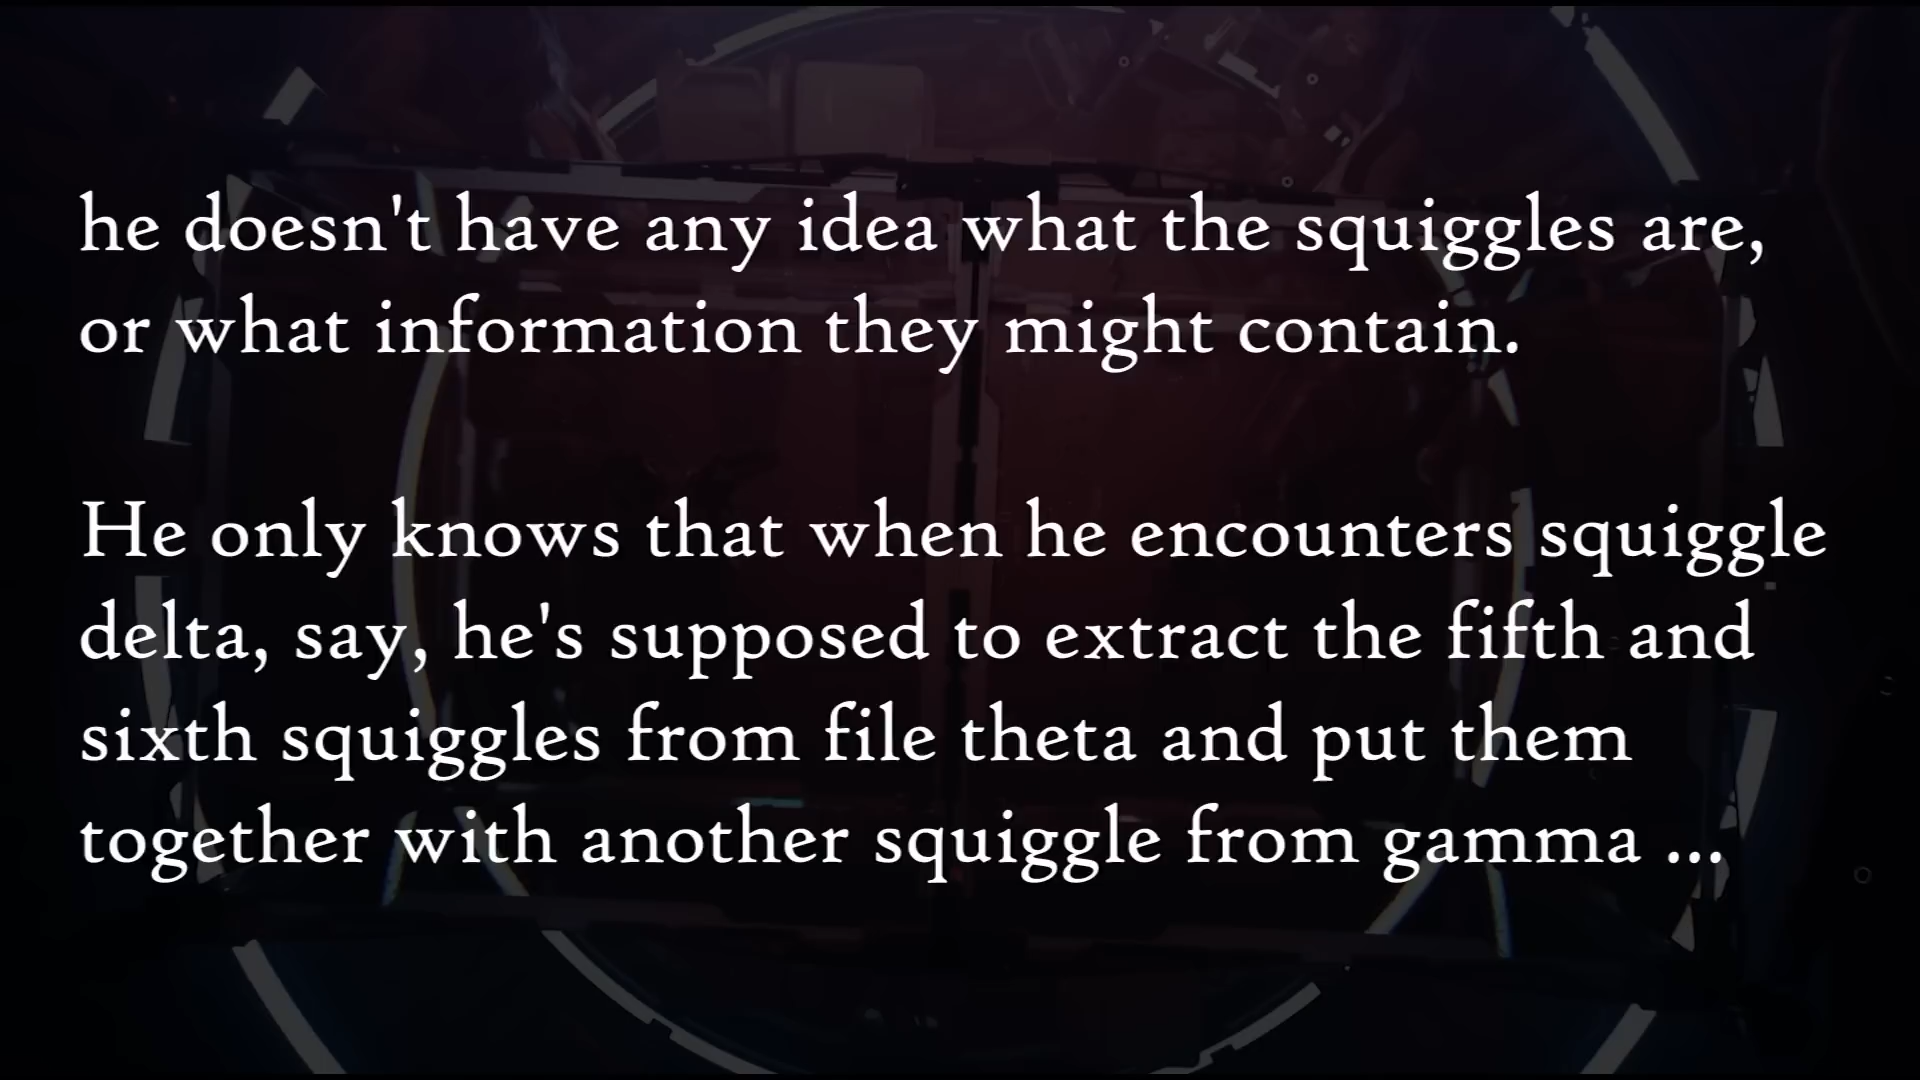 he doesn't have any idea what the squiggles are,
or what information they might contain.
He only knows that when he encounters squiggle
delta, say, he's supposed to extract the fifth and
sixth squiggles from file theta and put them
together with another squiggle from gamma ...